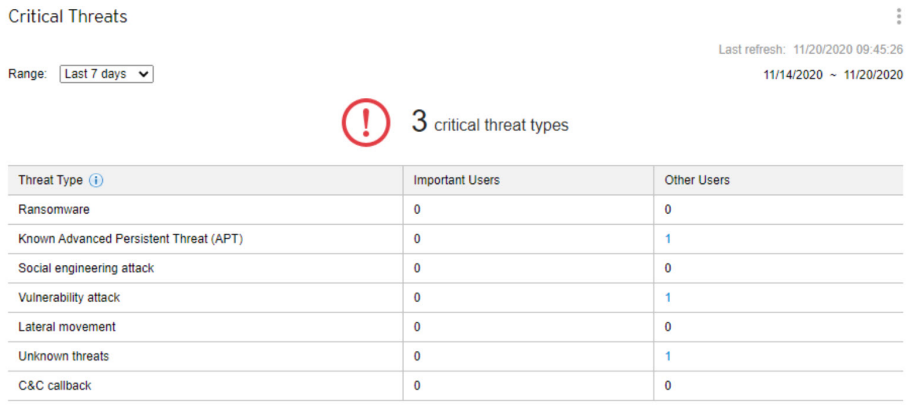 Critical Threats
Last refresh: 11/20/2020 09:45:26
Range: Last 7 days 11/14/2020 ~ 11/20/2020
3 critical threat types
Threat Type Important Users Other Users
Ransomware 0 0
Known Advanced Persistent Threat (APT) 0 1
Social engineering attack 0 0
Vulnerability attack 0 1
Lateral movement 0 0
Unknown threats 0 1
C&C callback 0 0